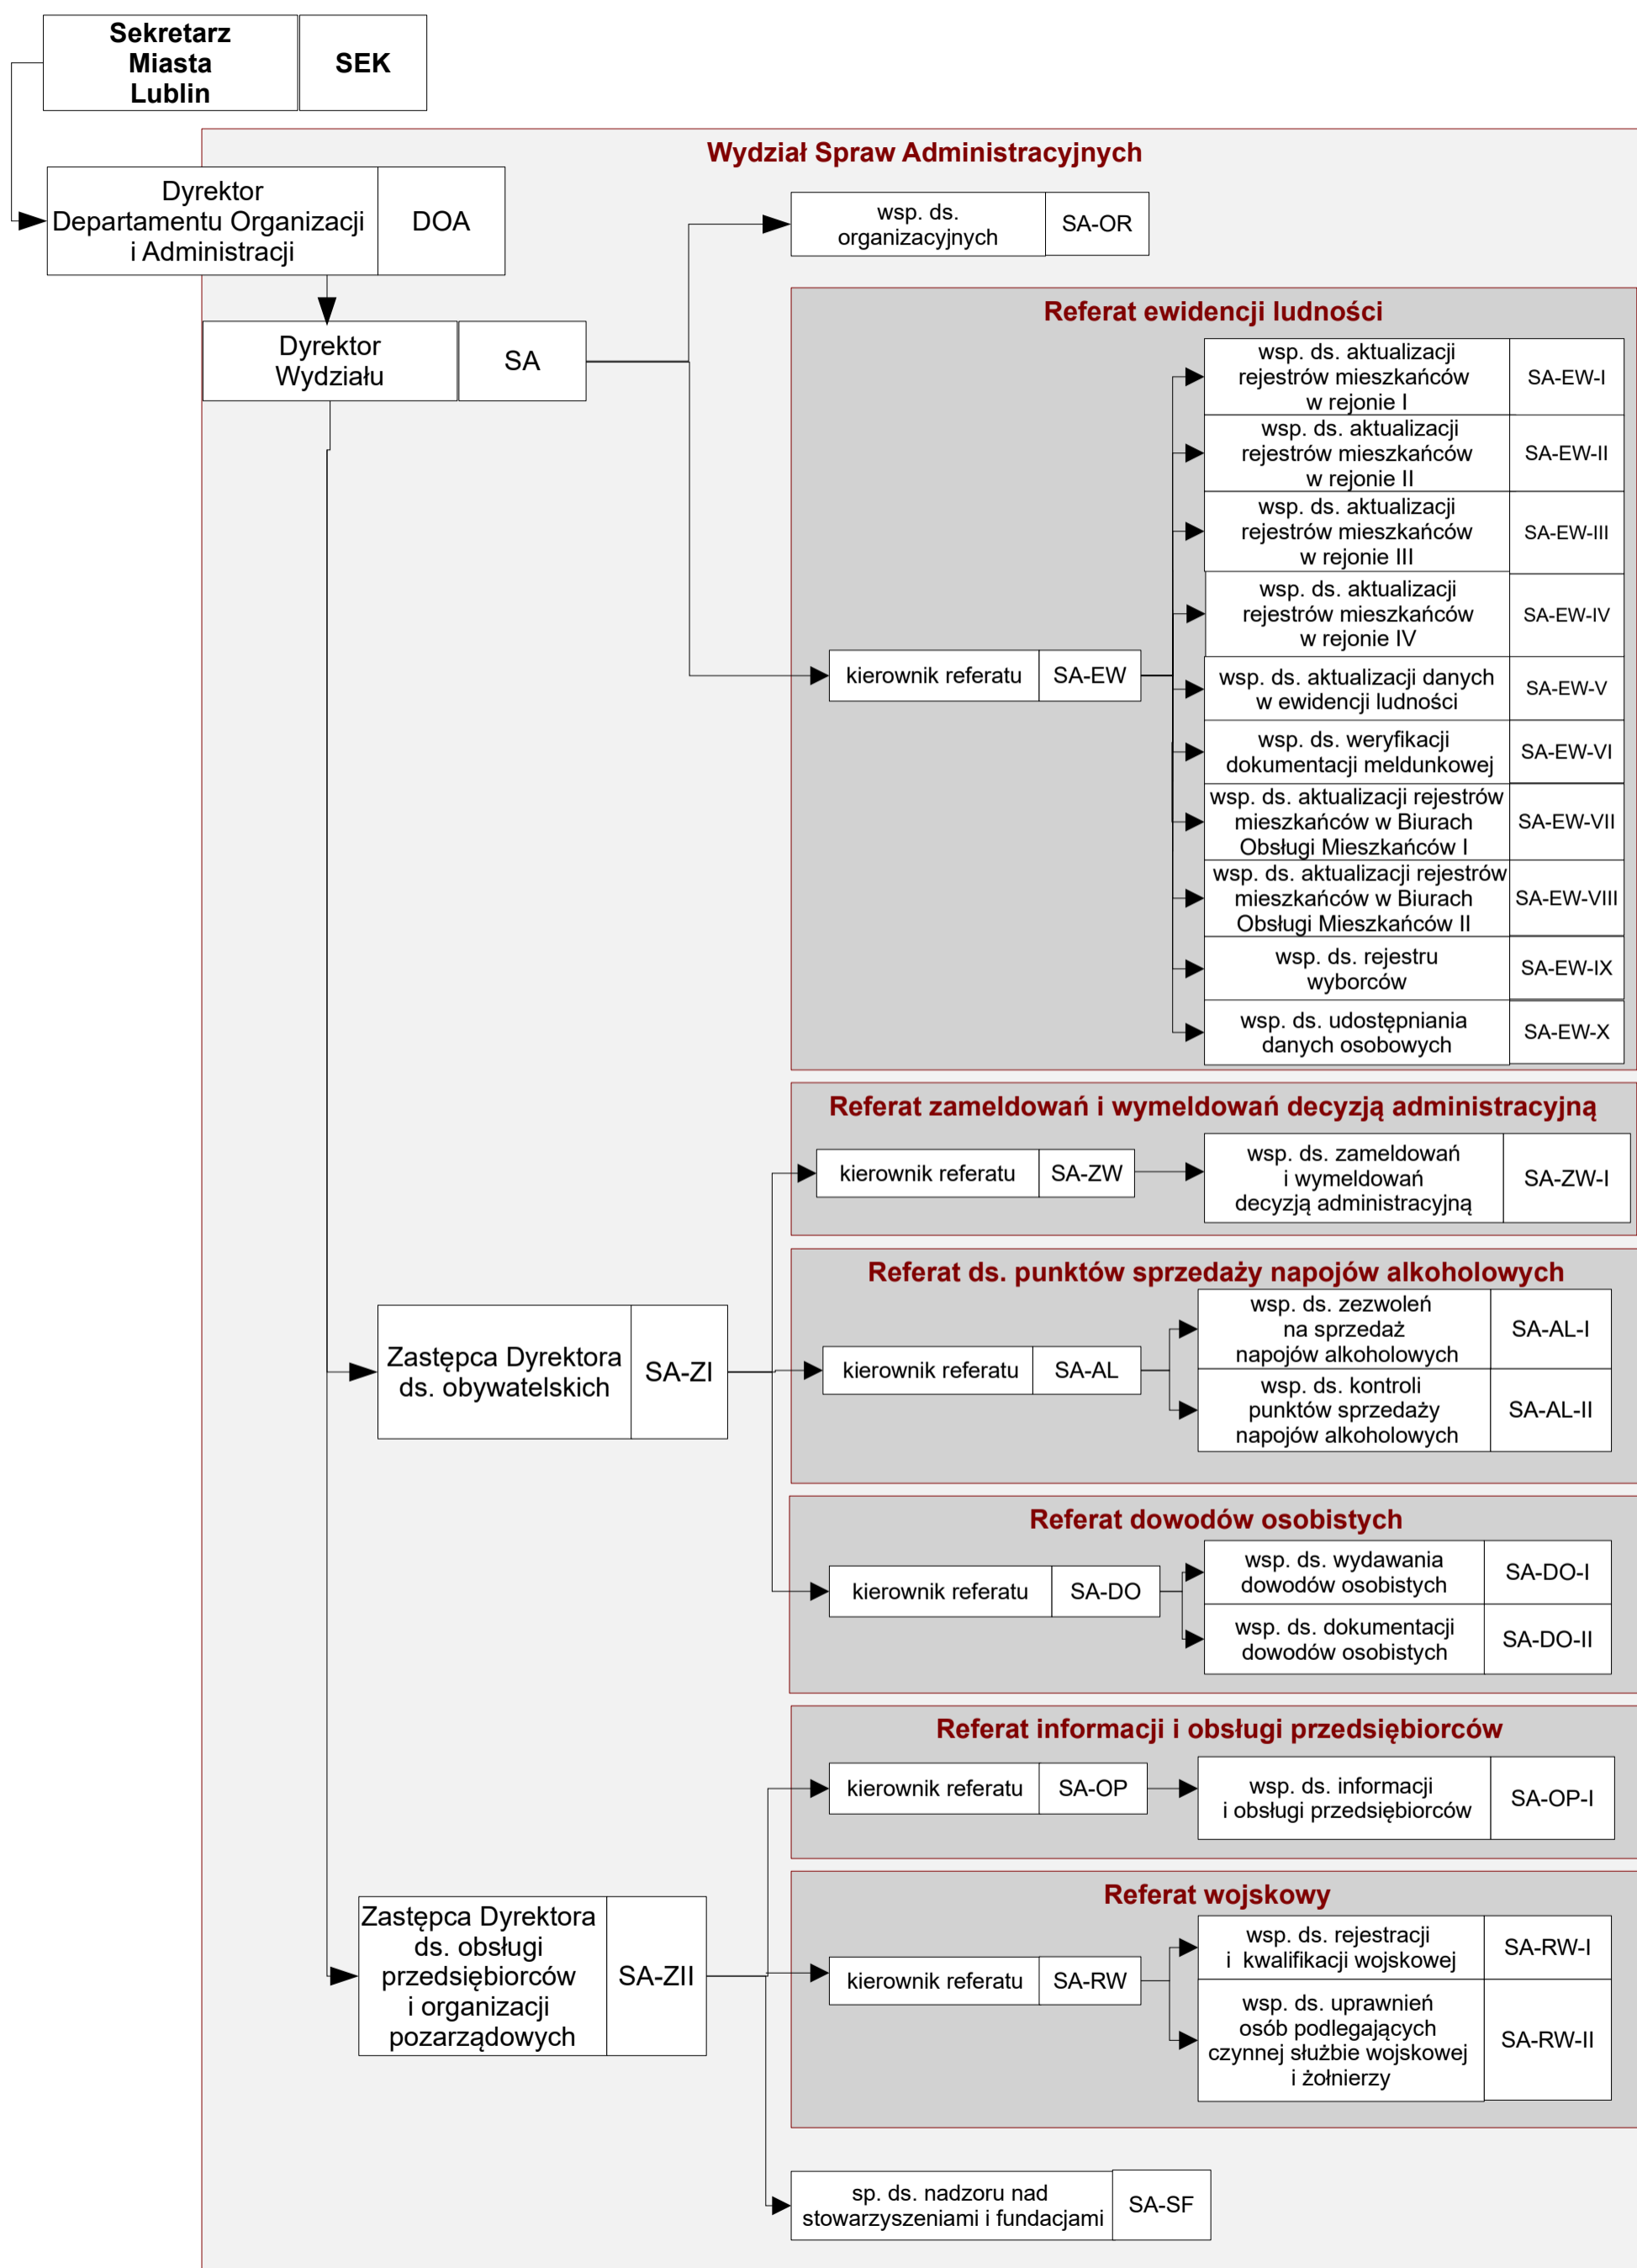 Sekretarz
Miasta
Lublin
SEK
Wydział Spraw Administracyjnych
Dyrektor
Departamentu Organizacji
i Administracji
DOA
wsp. ds.
organizacyjnych
SA-OR
Dyrektor
Wydziału
SA
Referat ewidencji ludności
wsp. ds. aktualizacji
rejestrów mieszkańców
w rejonie I
SA-EW-I
wsp. ds. aktualizacji
rejestrów mieszkańców
w rejonie II
SA-EW-II
wsp. ds. aktualizacji
rejestrów mieszkańców
w rejonie III
SA-EW-III
wsp. ds. aktualizacji
rejestrów mieszkańców
w rejonie IV
SA-EW-IV
kierownik referatu
SA-EW
wsp. ds. aktualizacji danych
w ewidencji ludności
SA-EW-V
wsp. ds. weryfikacji
dokumentacji meldunkowej
SA-EW-VI
wsp. ds. aktualizacji rejestrów
mieszkańców w Biurach
Obsługi Mieszkańców I
SA-EW-VII
wsp. ds. aktualizacji rejestrów
mieszkańców w Biurach
Obsługi Mieszkańców II
SA-EW-VIII
wsp. ds. rejestru
wyborców
SA-EW-IX
wsp. ds. udostępniania
danych osobowych
SA-EW-X
Referat zameldowań i wymeldowań decyzją administracyjną
kierownik referatu
SA-ZW
wsp. ds. zameldowań
i wymeldowań
decyzją administracyjną
SA-ZW-I
Referat ds. punktów sprzedaży napojów alkoholowych
Zastępca Dyrektora
ds. obywatelskich
SA-ZI
kierownik referatu
SA-AL
wsp. ds. zezwoleń
na sprzedaż
napojów alkoholowych
SA-AL-I
wsp. ds. kontroli
punktów sprzedaży
napojów alkoholowych
SA-AL-II
Referat dowodów osobistych
kierownik referatu
SA-DO
wsp. ds. wydawania
dowodów osobistych
SA-DO-I
wsp. ds. dokumentacji
dowodów osobistych
SA-DO-II
Referat informacji i obsługi przedsiębiorców
kierownik referatu
SA-OP
wsp. ds. informacji
i obsługi przedsiębiorców
SA-OP-I
Referat wojskowy
Zastępca Dyrektora
ds. obsługi
przedsiębiorców
i organizacji
pozarządowych
SA-ZII
kierownik referatu
SA-RW
wsp. ds. rejestracji
i kwalifikacji wojskowej
SA-RW-I
wsp. ds. uprawnień
osób podlegających
czynnej służbie wojskowej
i żołnierzy
SA-RW-II
sp. ds. nadzoru nad
stowarzyszeniami i fundacjami
SA-SF